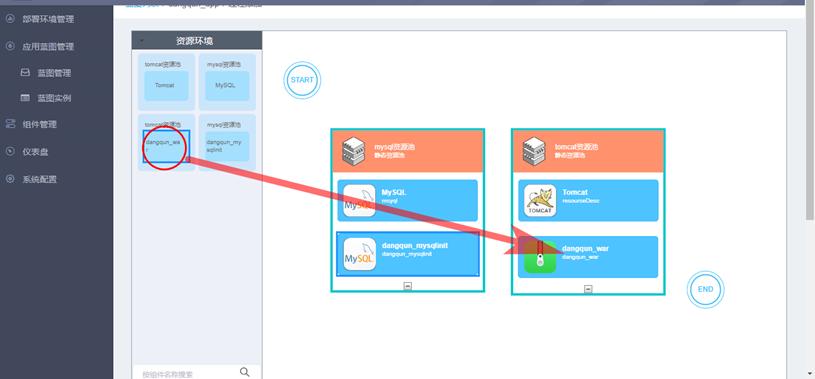 部署环境管理
应用蓝图管理
蓝图管理
蓝图实例
组件管理
仪表盘
系统配置
资源环境
tomcat资源池
mysql资源池
Tomcat
MySQL
tomcat资源池
mysql资源池
dangqun_wa
r
dangqun_my
sqlinit
按组件名称搜索
START
mysql资源池
静态资源池
MySQL
MySQL
mysql
MySQL
dangqun_mysqlinit
dangqun_mysqlinit
tomcat资源池
静态资源池
TOMCAT
Tomcat
resourceDesc
dangqun_war
dangqun_war
END